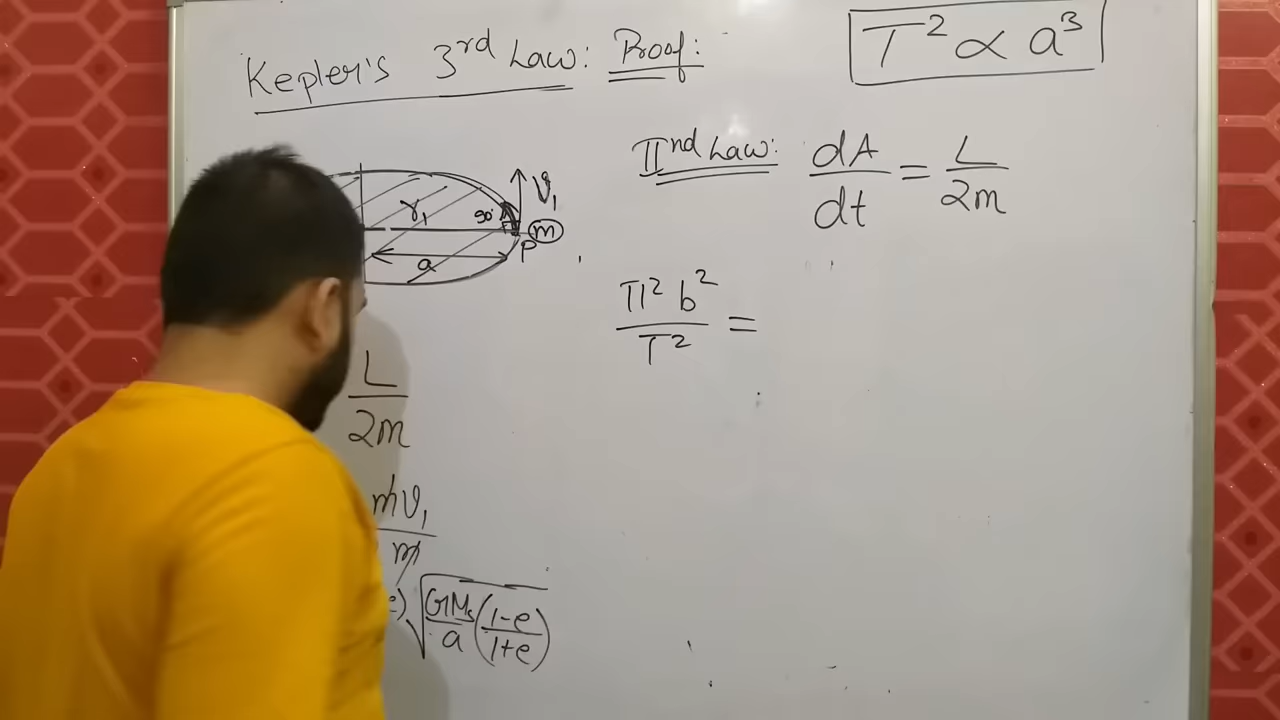 Kepler's 3rd Law: Proof:
T² ∝ a³
IInd Law: dA/dt = L/2m
r₁ 90° v₁
m
P
a
π² b²/T² =
L/2m
mv₁/m
e) √(GMs/a ((1-e)/(1+e)))